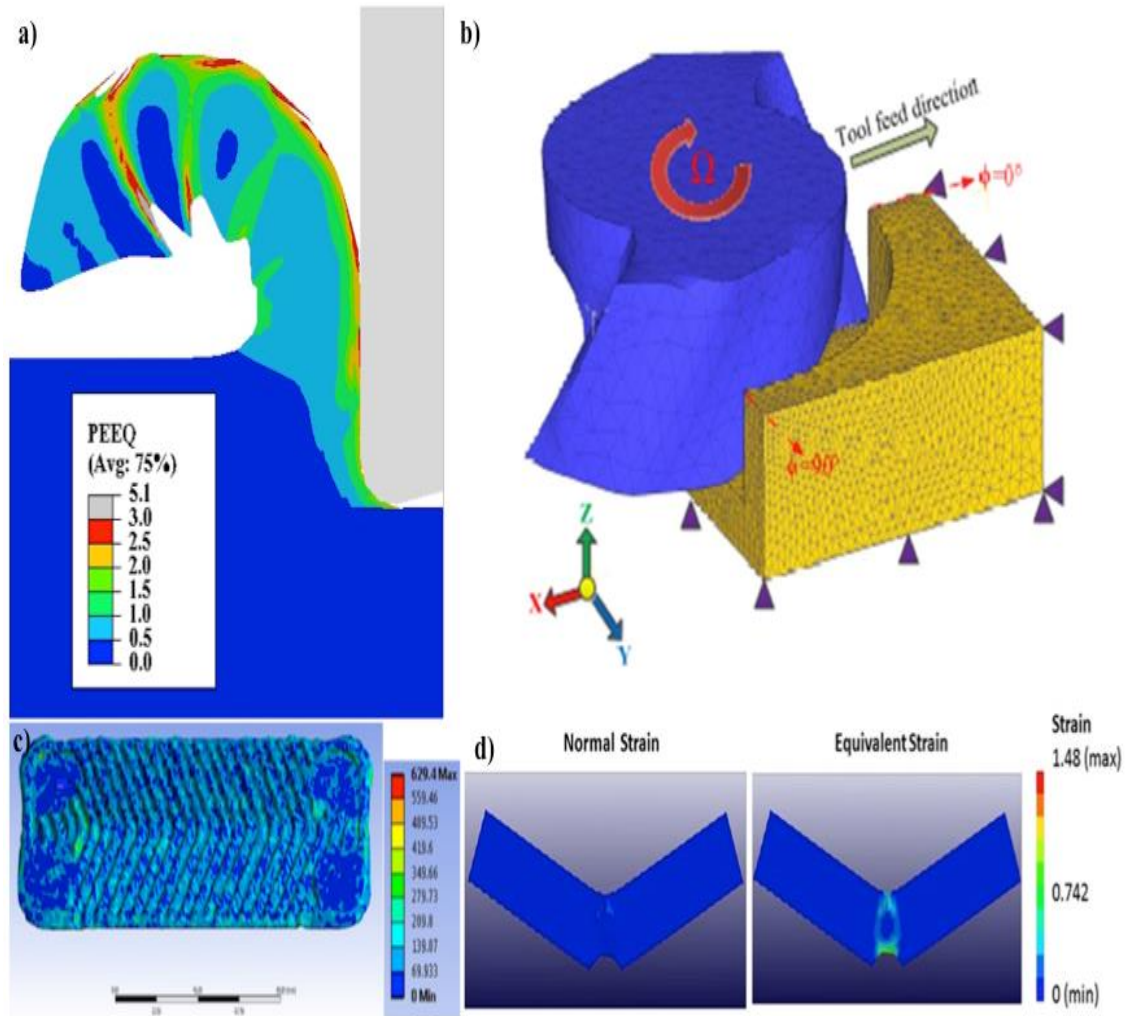 a)
PEEQ
(Avg: 75%)
5.1
3.0
2.5
2.0
1.5
1.0
0.5
0.0
b)
Tool feed direction
Ω
ϕ=0°
ϕ=90°
Z
X
Y
c)
629.4 Max
559.46
489.53
419.6
349.66
279.73
209.8
139.87
69.933
0 Min
d)
Normal Strain
Equivalent Strain
Strain
1.48 (max)
0.742
0 (min)